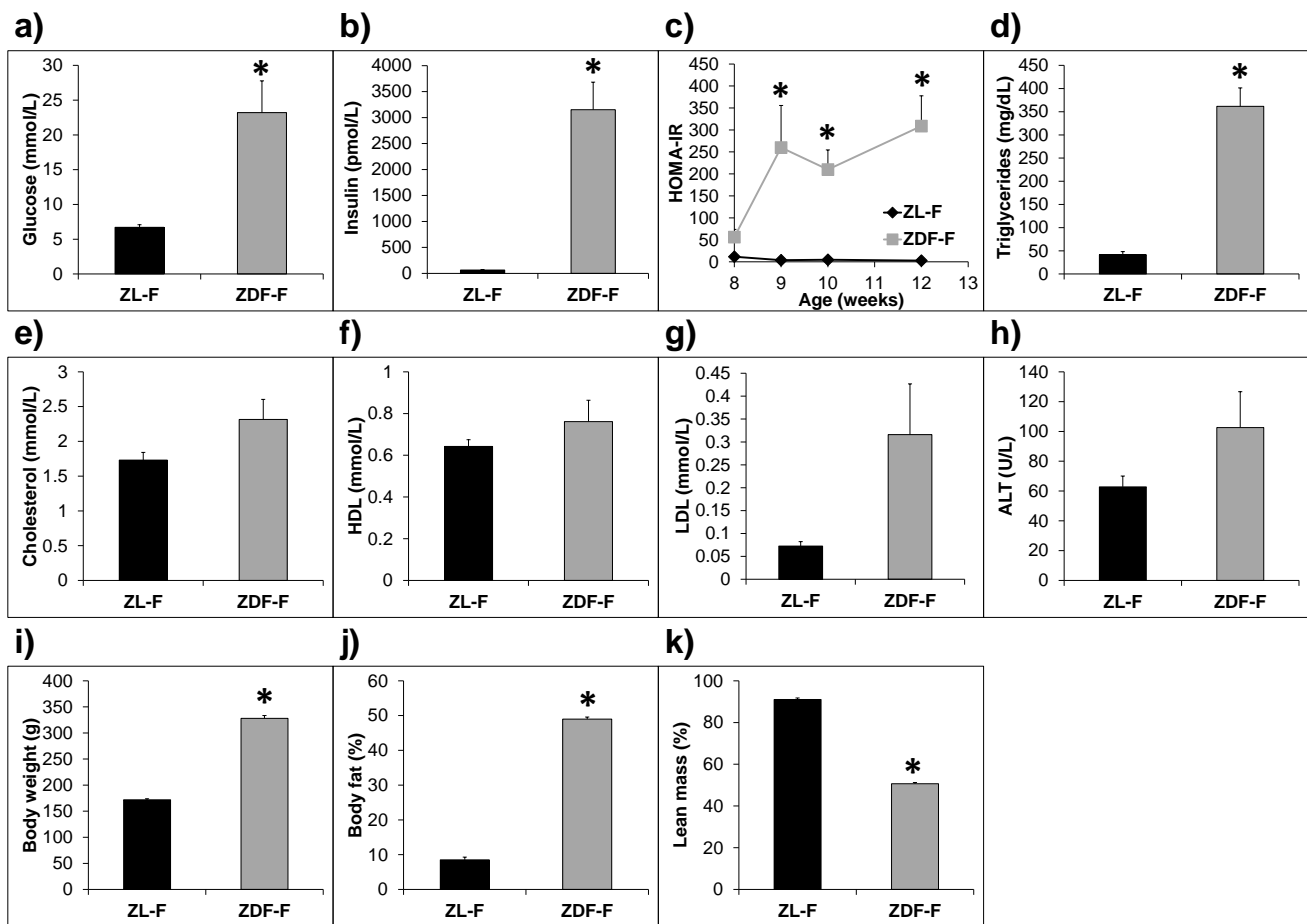 a)
Glucose (mmol/L)
35
30
25
20
15
10
5
0
*
ZL-F ZDF-F
b)
Insulin (pmol/L)
4000
3500
3000
2500
2000
1500
1000
500
0
*
ZL-F ZDF-F
c)
HOMA-IR
450
400
350
300
250
200
150
100
50
0
* * *
ZL-F
ZDF-F
8 9 10 11 12 13
Age (weeks)
d)
Triglycerides (mg/dL)
450
400
350
300
250
200
150
100
50
0
*
ZL-F ZDF-F
e)
Cholesterol (mmol/L)
3
2.5
2
1.5
1
0.5
0
ZL-F ZDF-F
f)
HDL (mmol/L)
1
0.8
0.6
0.4
0.2
0
ZL-F ZDF-F
g)
LDL (mmol/L)
0.45
0.4
0.35
0.3
0.25
0.2
0.15
0.1
0.05
0
ZL-F ZDF-F
h)
ALT (U/L)
140
120
100
80
60
40
20
0
ZL-F ZDF-F
i)
Body weight (g)
400
350
300
250
200
150
100
50
0
*
ZL-F ZDF-F
j)
Body fat (%)
60
50
40
30
20
10
0
*
ZL-F ZDF-F
k)
Lean mass (%)
100
80
60
40
20
0
*
ZL-F ZDF-F